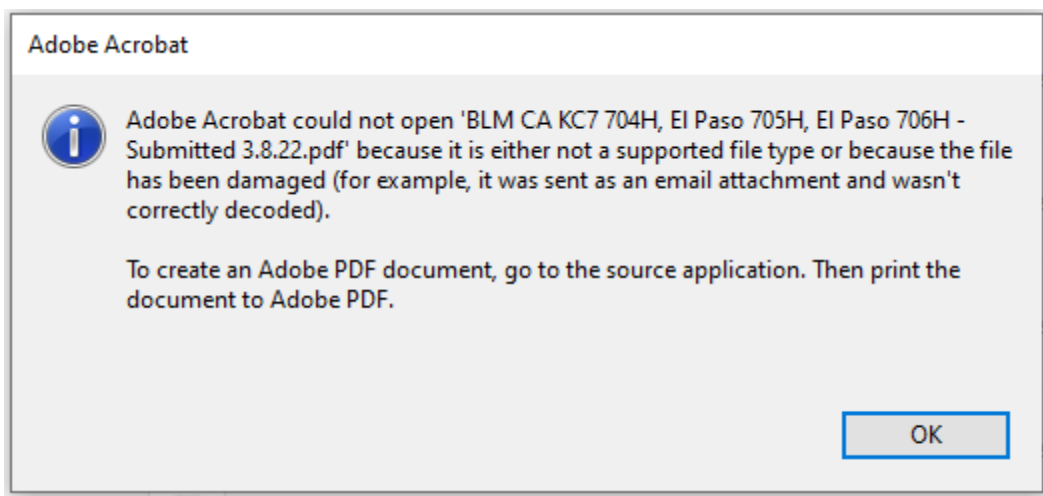 Adobe Acrobat
Adobe Acrobat could not open 'BLM CA KC7 704H, El Paso 705H, El Paso 706H -
Submitted 3.8.22.pdf' because it is either not a supported file type or because the file
has been damaged (for example, it was sent as an email attachment and wasn't
correctly decoded).
To create an Adobe PDF document, go to the source application. Then print the
document to Adobe PDF.
OK